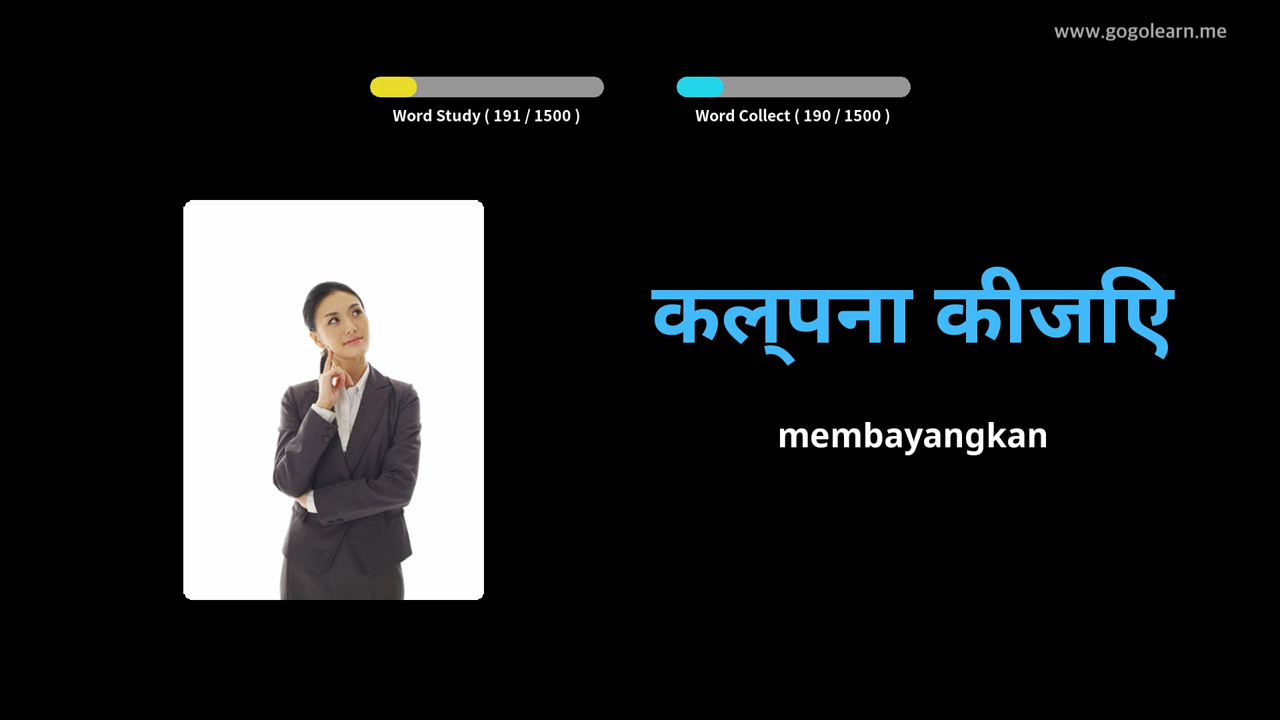 www.gogolearn.me
Word Study ( 191 / 1500 )
Word Collect ( 190 / 1500 )
कल्पना कीजिए
membayangkan